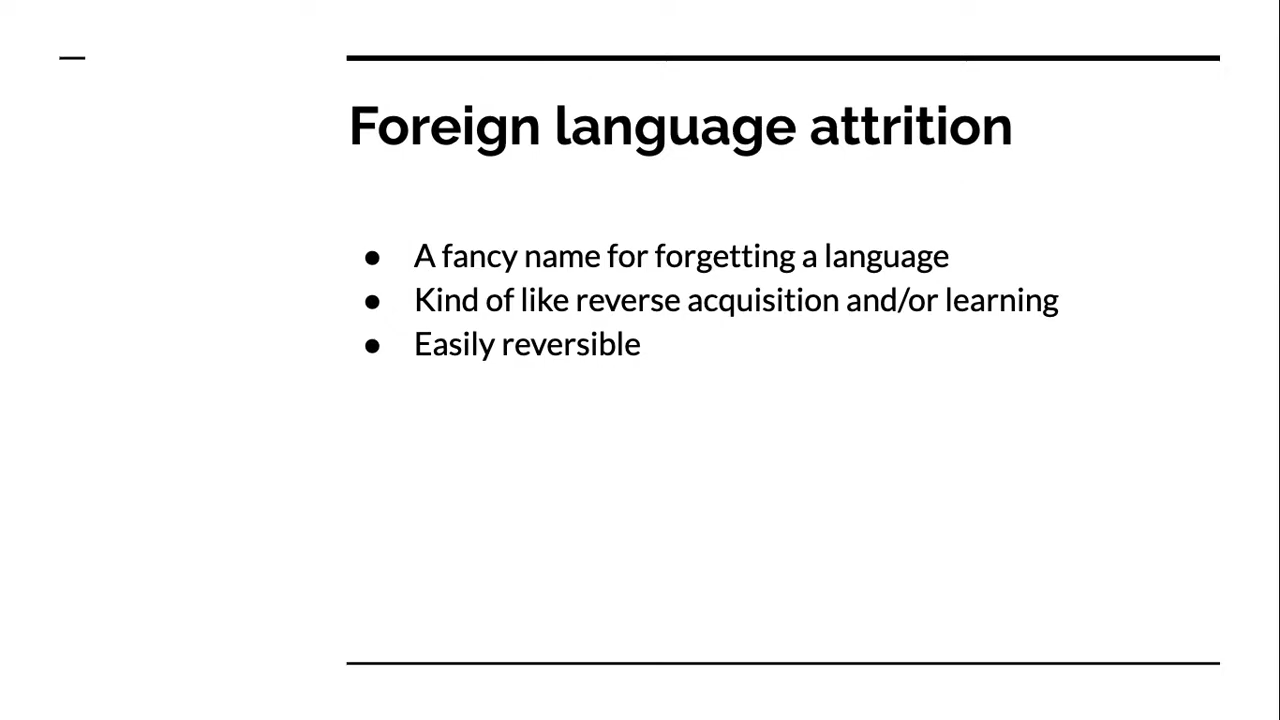 Foreign language attrition
● A fancy name for forgetting a language
● Kind of like reverse acquisition and/or learning
● Easily reversible